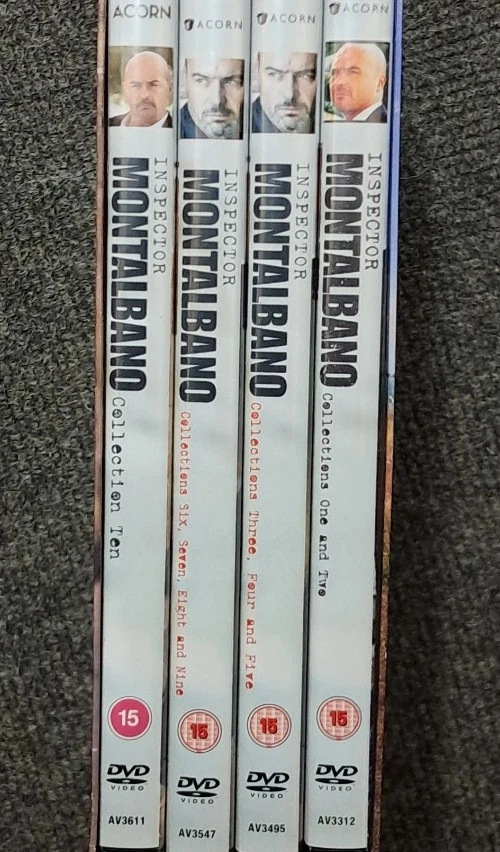 ACORN
INSPECTOR
MONTALBANO
Collection Ten
15
DVD
VIDEO
AV3611
ACORN
INSPECTOR
MONTALBANO
Collections Six, Seven, Eight and Nine
15
DVD
VIDEO
AV3547
ACORN
INSPECTOR
MONTALBANO
Collections Three, Four and Five
15
DVD
VIDEO
AV3495
ACORN
INSPECTOR
MONTALBANO
Collections One and Two
15
DVD
VIDEO
AV3312